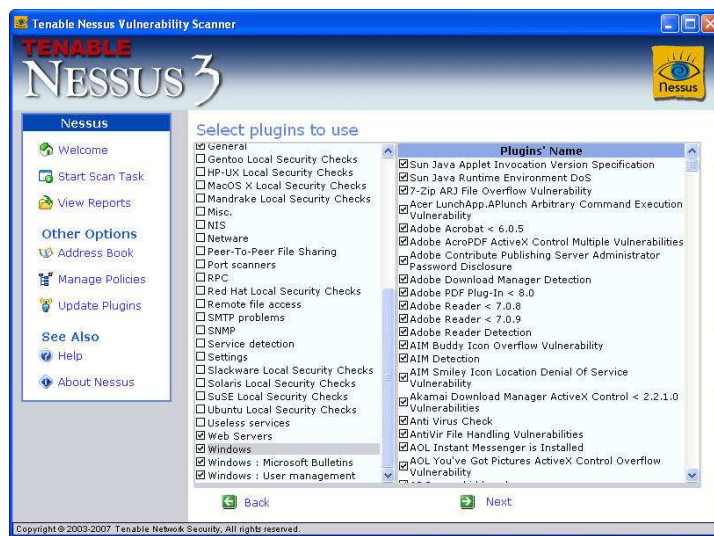 Tenable Nessus Vulnerability Scanner
TENABLE
NESSUS 3
Nessus
Nessus
Welcome
Start Scan Task
View Reports
Other Options
Address Book
Manage Policies
Update Plugins
See Also
Help
About Nessus
Select plugins to use
General
Gentoo Local Security Checks
HP-UX Local Security Checks
MacOS X Local Security Checks
Mandrake Local Security Checks
Misc.
NIS
Netware
Peer-To-Peer File Sharing
Port scanners
RPC
Red Hat Local Security Checks
Remote file access
SMTP problems
SNMP
Service detection
Settings
Slackware Local Security Checks
Solaris Local Security Checks
SuSE Local Security Checks
Ubuntu Local Security Checks
Useless services
Web Servers
Windows
Windows : Microsoft Bulletins
Windows : User management
Plugins' Name
Sun Java Applet Invocation Version Specification
Sun Java Runtime Environment DoS
7-Zip ARJ File Overflow Vulnerability
Acer LunchApp.APlunch Arbitrary Command Execution
Vulnerability
Adobe Acrobat < 6.0.5
Adobe AcroPDF ActiveX Control Multiple Vulnerabilities
Adobe Contribute Publishing Server Administrator
Password Disclosure
Adobe Download Manager Detection
Adobe PDF Plug-In < 8.0
Adobe Reader < 7.0.8
Adobe Reader < 7.0.9
Adobe Reader Detection
AIM Buddy Icon Overflow Vulnerability
AIM Detection
AIM Smiley Icon Location Denial Of Service
Vulnerability
Akamai Download Manager ActiveX Control < 2.2.1.0
Vulnerabilities
Anti Virus Check
AntiVir File Handling Vulnerabilities
AOL Instant Messenger is Installed
AOL You've Got Pictures ActiveX Control Overflow
Vulnerability
Back
Next
Copyright © 2003-2007 Tenable Network Security, All rights reserved.